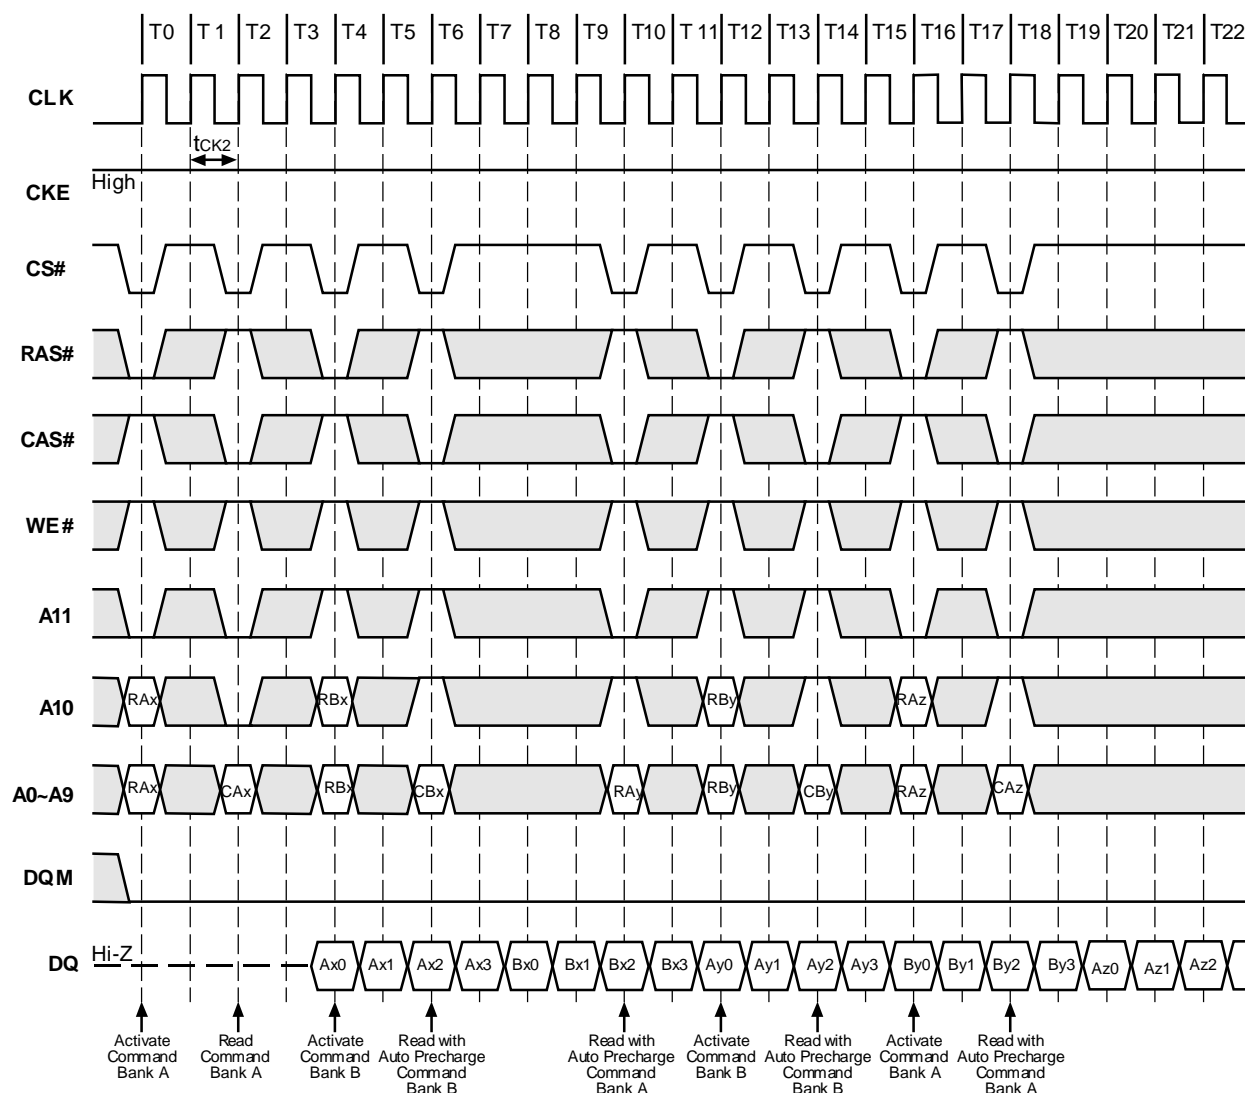 T0 T1 T2 T3 T4 T5 T6 T7 T8 T9 T10 T11 T12 T13 T14 T15 T16 T17 T18 T19 T20 T21 T22
CLK
tCK2
High
CKE
CS#
RAS#
CAS#
WE#
A11
A10 RAx RBx RBy RAz
A0~A9 RAx CAx RBx CBx RAy RBy CBy RAz CAz
DQM
Hi-Z
DQ Ax0 Ax1 Ax2 Ax3 Bx0 Bx1 Bx2 Bx3 Ay0 Ay1 Ay2 Ay3 By0 By1 By2 By3 Az0 Az1 Az2
Activate
Command
Bank A
Read
Command
Bank A
Activate
Command
Bank B
Read with
Auto Precharge
Command
Bank B
Read with
Auto Precharge
Command
Bank A
Activate
Command
Bank B
Read with
Auto Precharge
Command
Bank B
Activate
Command
Bank A
Read with
Auto Precharge
Command
Bank A